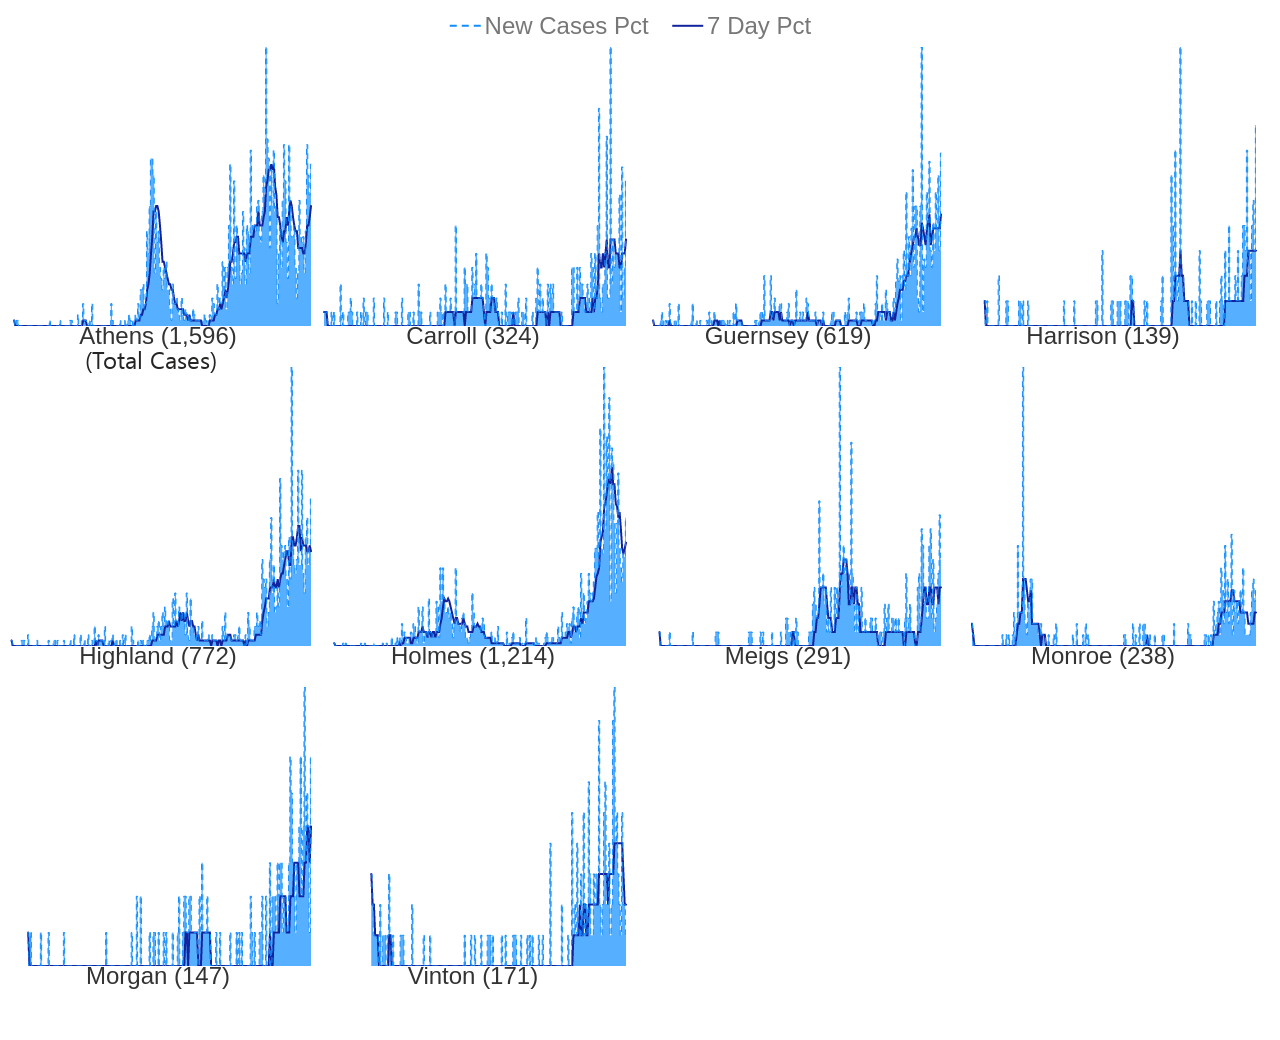 New Cases Pct 7 Day Pct
Athens (1,596) Carroll (324) Guernsey (619) Harrison (139)
(Total Cases)
Highland (772) Holmes (1,214) Meigs (291) Monroe (238)
Morgan (147) Vinton (171)